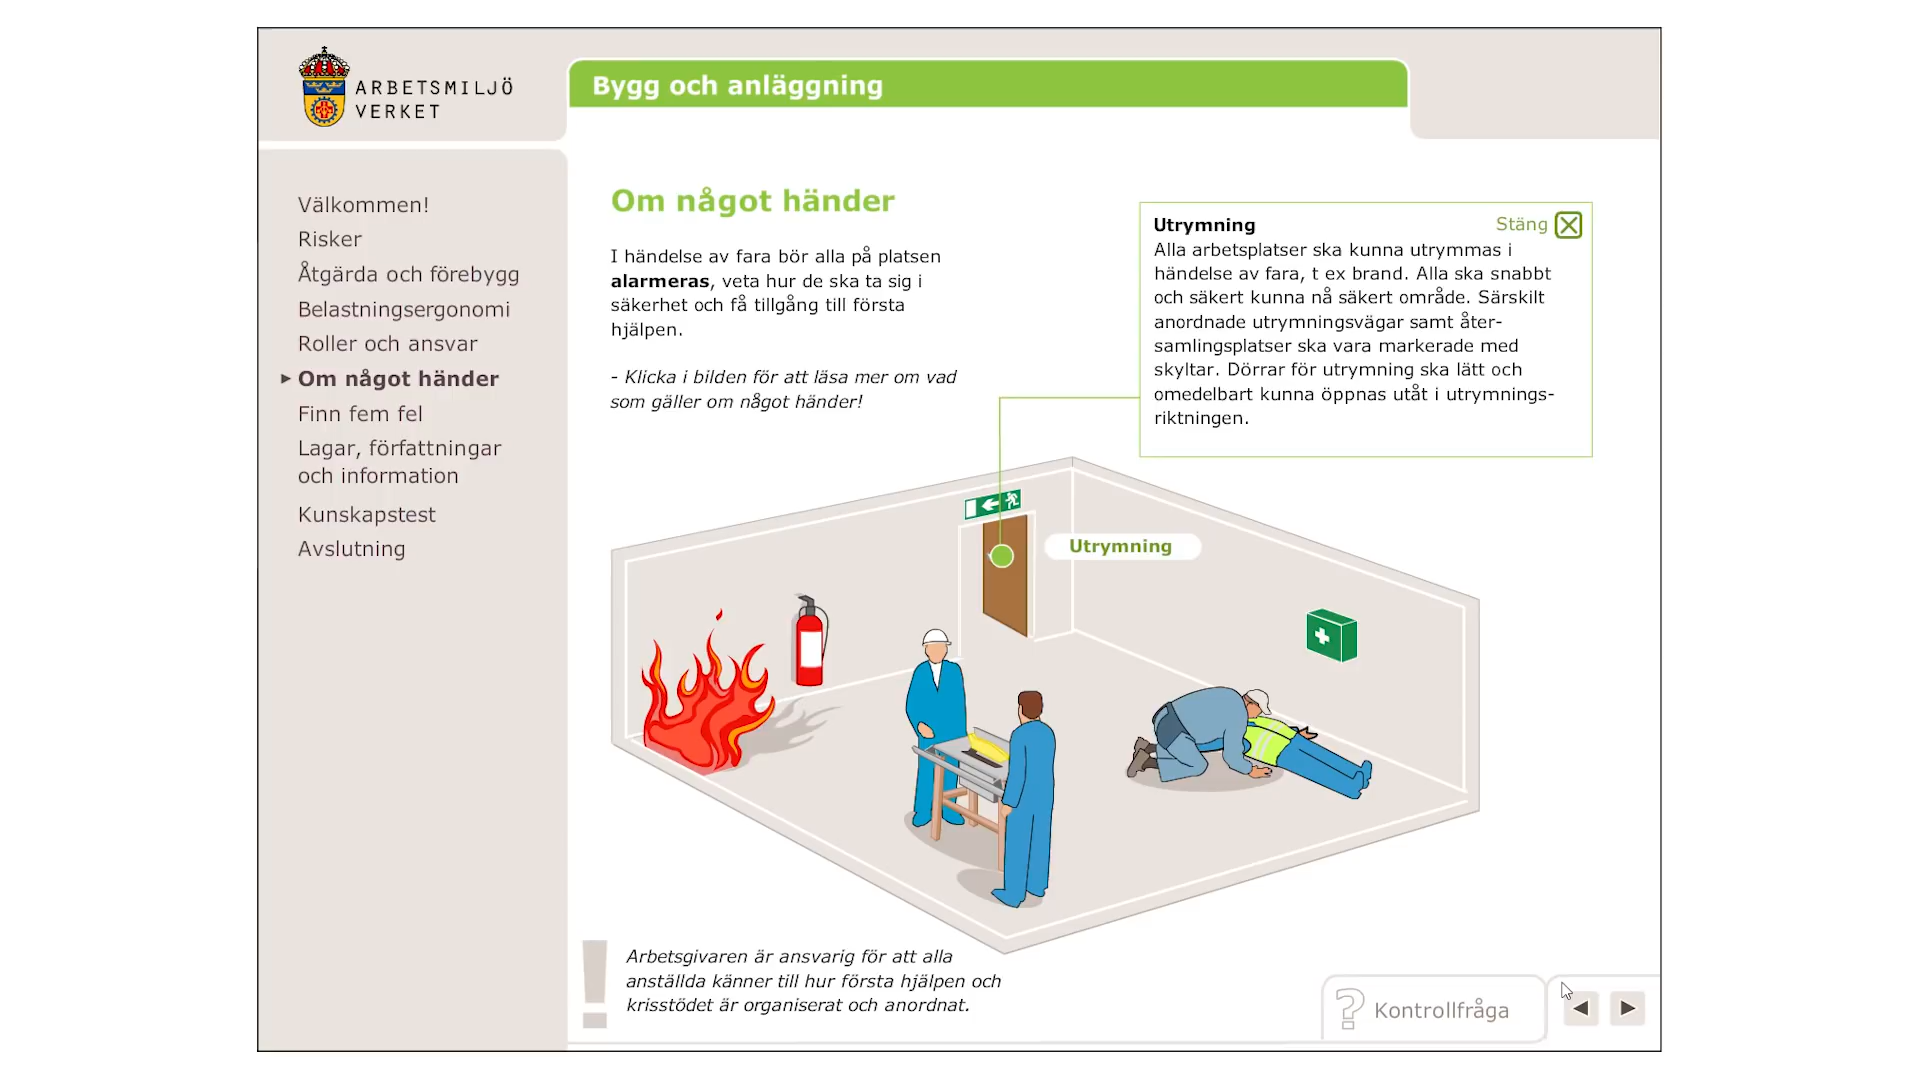 ARBETSMILJÖ
VERKET
Bygg och anläggning
Välkommen!
Risker
Åtgärda och förebygg
Belastningsergonomi
Roller och ansvar
Om något händer
Finn fem fel
Lagar, författningar
och information
Kunskapstest
Avslutning
Om något händer
I händelse av fara bör alla på platsen
alarmeras, veta hur de ska ta sig i
säkerhet och få tillgång till första
hjälpen.
- Klicka i bilden för att läsa mer om vad
som gäller om något händer!
Utrymning
Stäng
Alla arbetsplatser ska kunna utrymmas i
händelse av fara, t ex brand. Alla ska snabbt
och säkert kunna nå säkert område. Särskilt
anordnade utrymningsvägar samt åter-
samlingsplatser ska vara markerade med
skyltar. Dörrar för utrymning ska lätt och
omedelbart kunna öppnas utåt i utrymnings-
riktningen.
Utrymning
Arbetsgivaren är ansvarig för att alla
anställda känner till hur första hjälpen och
krisstödet är organiserat och anordnat.
Kontrollfråga